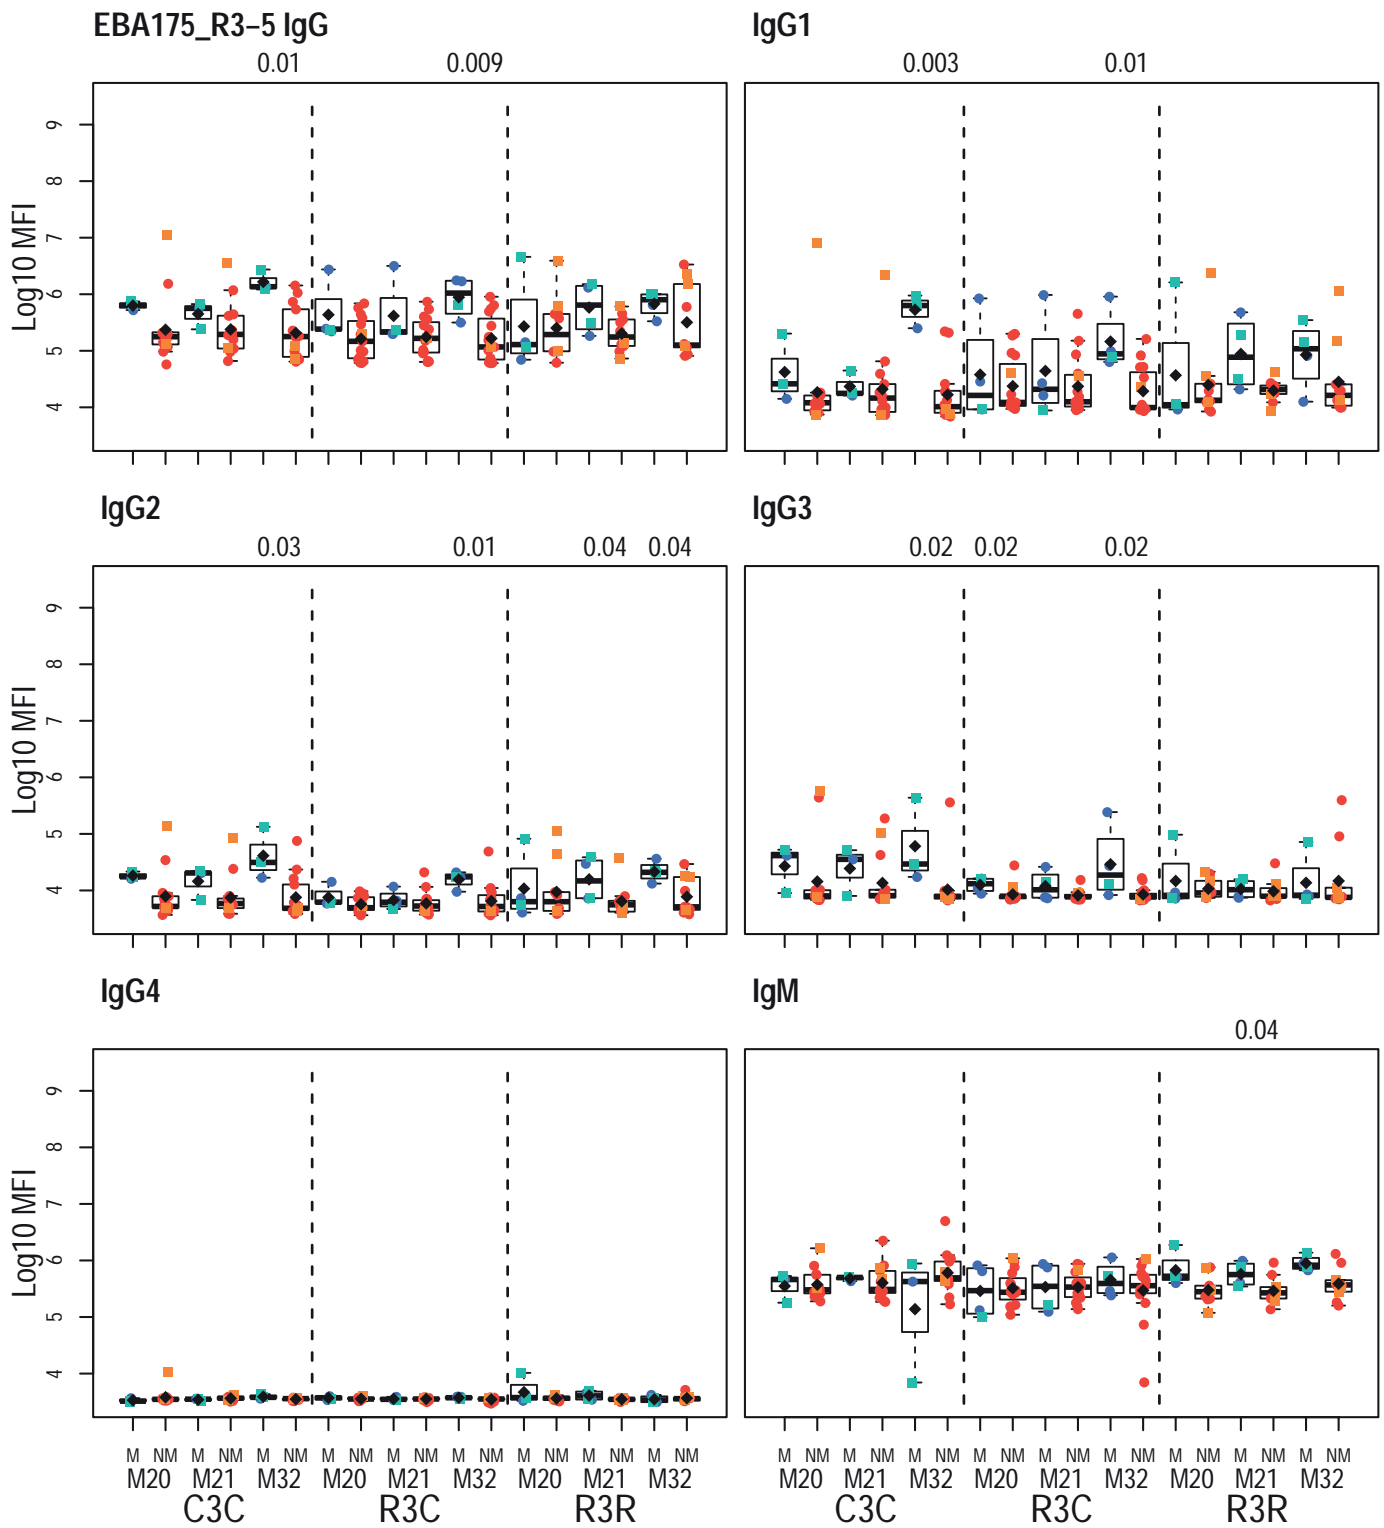 EBA175_R3–5 IgG
IgG1
0.01 0.009
0.003 0.01
Log10 MFI
9
8
7
6
5
4
IgG2
IgG3
0.03 0.01 0.04 0.04
0.02 0.02 0.02
Log10 MFI
9
8
7
6
5
4
IgG4
IgM
0.04
Log10 MFI
9
8
7
6
5
4
M NM M NM M NM M NM M NM M NM M NM M NM M NM
M20 M21 M32 M20 M21 M32 M20 M21 M32
C3C R3C R3R
M NM M NM M NM M NM M NM M NM M NM M NM M NM
M20 M21 M32 M20 M21 M32 M20 M21 M32
C3C R3C R3R